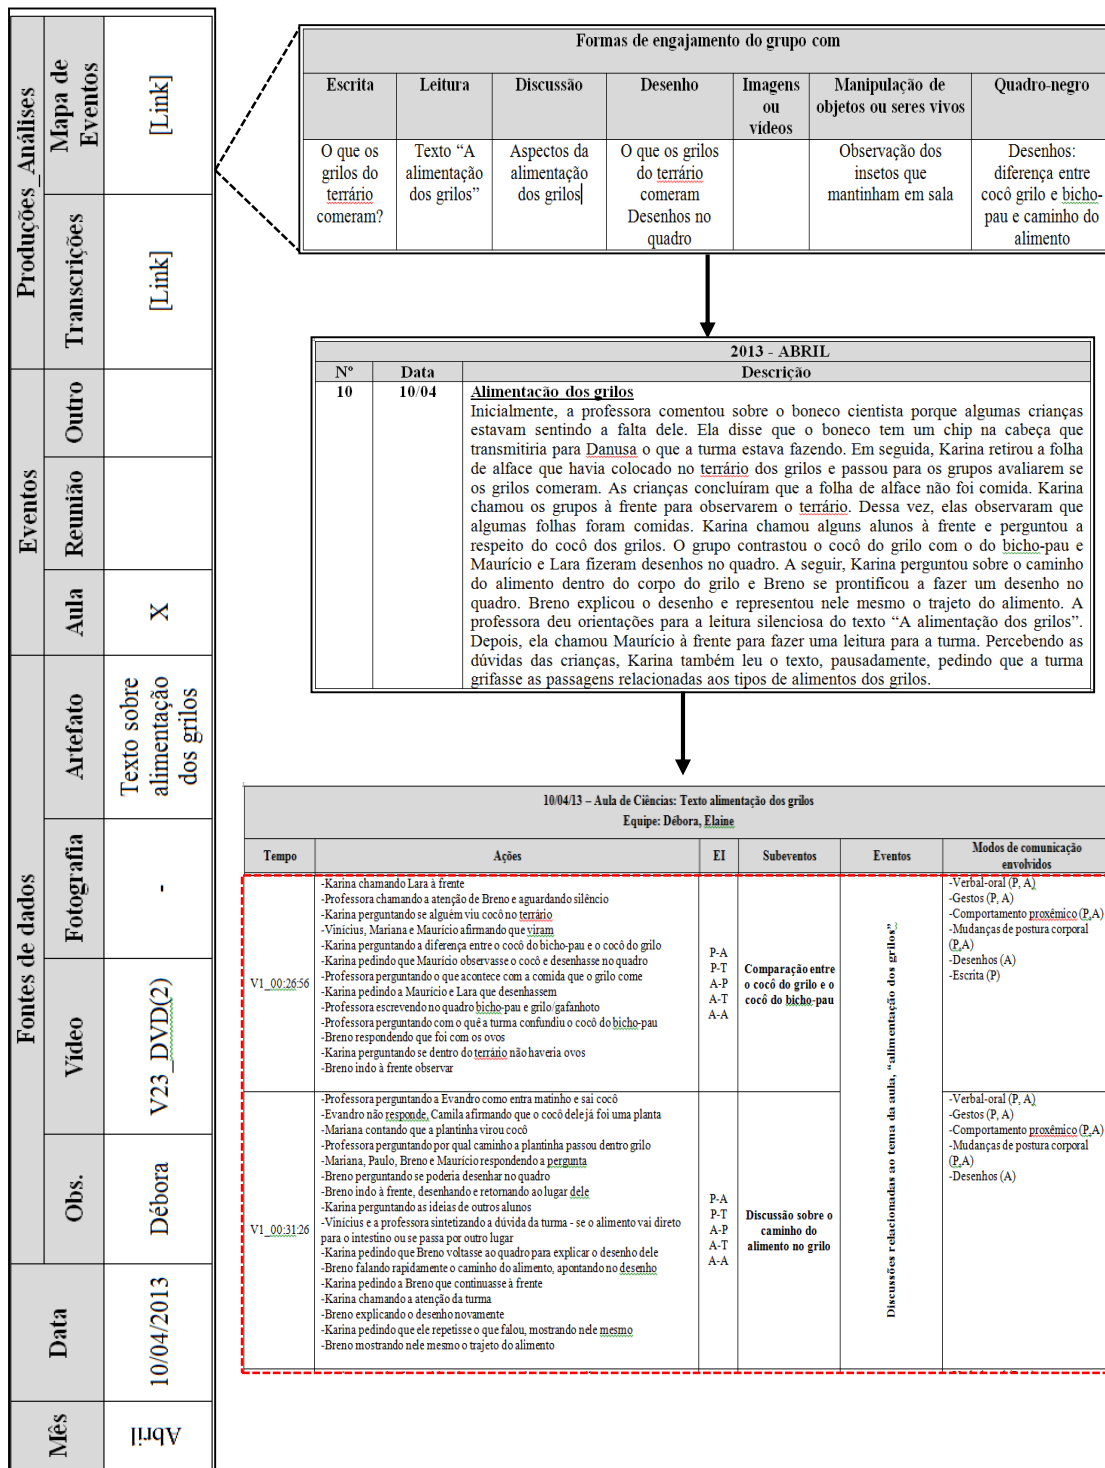 Mês
Data
Fontes de dados
Eventos
Produções_Análises
Obs.
Vídeo
Fotografia
Artefato
Aula
Reunião
Outro
Transcrições
Mapa de
Eventos
Abril
10/04/2013
Débora
V23_DVD(2)
-
Texto sobre
alimentação
dos grilos
X
[Link]
[Link]
Formas de engajamento do grupo com
Escrita
Leitura
Discussão
Desenho
Imagens
ou
vídeos
Manipulação de
objetos ou seres vivos
Quadro-negro
O que os
grilos do
terrário
comeram?
Texto “A
alimentação
dos grilos”
Aspectos da
alimentação
dos grilos
O que os grilos
do terrário
comeram
Desenhos no
quadro
Observação dos
insetos que
mantinham em sala
Desenhos:
diferença entre
cocô grilo e bicho-
pau e caminho do
alimento
2013 - ABRIL
Nº Data Descrição
10 10/04 Alimentação dos grilos
Inicialmente, a professora comentou sobre o boneco cientista porque algumas crianças
estavam sentindo a falta dele. Ela disse que o boneco tem um chip na cabeça que
transmitiria para Danusa o que a turma estava fazendo. Em seguida, Karina retirou a folha
de alface que havia colocado no terrário dos grilos e passou para os grupos avaliarem se
os grilos comeram. As crianças concluíram que a folha de alface não foi comida. Karina
chamou os grupos à frente para observarem o terrário. Dessa vez, elas observaram que
algumas folhas foram comidas. Karina chamou alguns alunos à frente e perguntou a
respeito do cocô dos grilos. O grupo contrastou o cocô do grilo com o do bicho-pau e
Maurício e Lara fizeram desenhos no quadro. A seguir, Karina perguntou sobre o caminho
do alimento dentro do corpo do grilo e Breno se prontificou a fazer um desenho no
quadro. Breno explicou o desenho e representou nele mesmo o trajeto do alimento. A
professora deu orientações para a leitura silenciosa do texto “A alimentação dos grilos”.
Depois, ela chamou Maurício à frente para fazer uma leitura para a turma. Percebendo as
dúvidas das crianças, Karina também leu o texto, pausadamente, pedindo que a turma
grifasse as passagens relacionadas aos tipos de alimentos dos grilos.
10/04/13 – Aula de Ciências: Texto alimentação dos grilos
Equipe: Débora, Elaine
Tempo
Ações
EI
Subeventos
Eventos
Modos de comunicação
envolvidos
V1_00:26:56
-Karina chamando Lara à frente
-Professora chamando a atenção de Breno e aguardando silêncio
-Karina perguntando se alguém viu cocô no terrário
-Vinícius, Mariana e Maurício afirmando que viram
-Karina perguntando a diferença entre o cocô do bicho-pau e o cocô do grilo
-Karina pedindo que Maurício observasse o cocô e desenhasse no quadro
-Professora perguntando o que acontece com a comida que o grilo come
-Karina pedindo a Maurício e Lara que desenhassem
-Professora escrevendo no quadro bicho-pau e grilo/gafanhoto
-Professora perguntando com o quê a turma confundiu o cocô do bicho-pau
-Breno respondendo que foi com os ovos
-Karina perguntando se dentro do terrário não haveria ovos
-Breno indo à frente observar
P-A
P-T
A-P
A-T
A-A
Comparação entre
o cocô do grilo e o
cocô do bicho-pau
Discussões relacionadas ao tema da aula, “alimentação dos grilos”
-Verbal-oral (P, A)
-Gestos (P, A)
-Comportamento proxêmico (P,A)
-Mudanças de postura corporal
(P,A)
-Desenhos (A)
-Escrita (P)
V1_00:31:26
-Professora perguntando a Evandro como entra matinho e sai cocô
-Evandro não responde, Camila afirmando que o cocô dele já foi uma planta
-Mariana contando que a plantinha virou cocô
-Professora perguntando por qual caminho a plantinha passou dentro grilo
-Mariana, Paulo, Breno e Maurício respondendo a pergunta
-Breno perguntando se poderia desenhar no quadro
-Breno indo à frente, desenhando e retornando ao lugar dele
-Karina perguntando as ideias de outros alunos
-Vinícius e a professora sintetizando a dúvida da turma - se o alimento vai direto
para o intestino ou se passa por outro lugar
-Karina pedindo que Breno voltasse ao quadro para explicar o desenho dele
-Breno falando rapidamente o caminho do alimento, apontando no desenho
-Karina pedindo a Breno que continuasse à frente
-Karina chamando a atenção da turma
-Breno explicando o desenho novamente
-Karina pedindo que ele repetisse o que falou, mostrando nele mesmo
-Breno mostrando nele mesmo o trajeto do alimento
P-A
P-T
A-P
A-T
A-A
Discussão sobre o
caminho do
alimento no grilo
-Verbal-oral (P, A)
-Gestos (P, A)
-Comportamento proxêmico (P,A)
-Mudanças de postura corporal
(P,A)
-Desenhos (A)